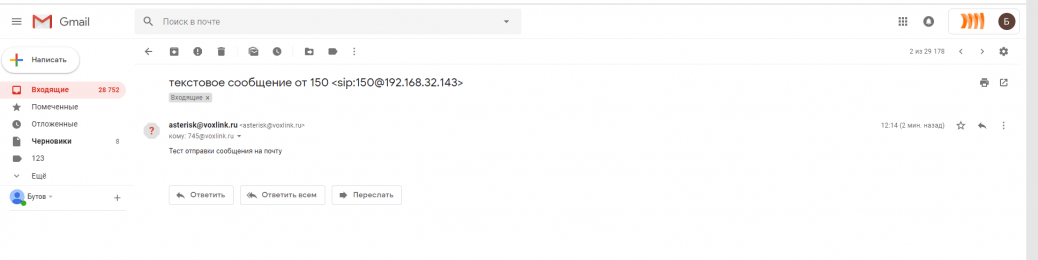 Gmail
Поиск в почте
Б
Написать
2 из 29 178
Входящие 28 752
Помеченные
Отложенные
Черновики 8
123
Ещё
Бутов
текстовое сообщение от 150 <sip:150@192.168.32.143>
Входящие ×
? asterisk@voxlink.ru <asterisk@voxlink.ru> 12:14 (2 мин. назад)
кому: 745@voxlink.ru
Тест отправки сообщения на почту
Ответить Ответить всем Переслать